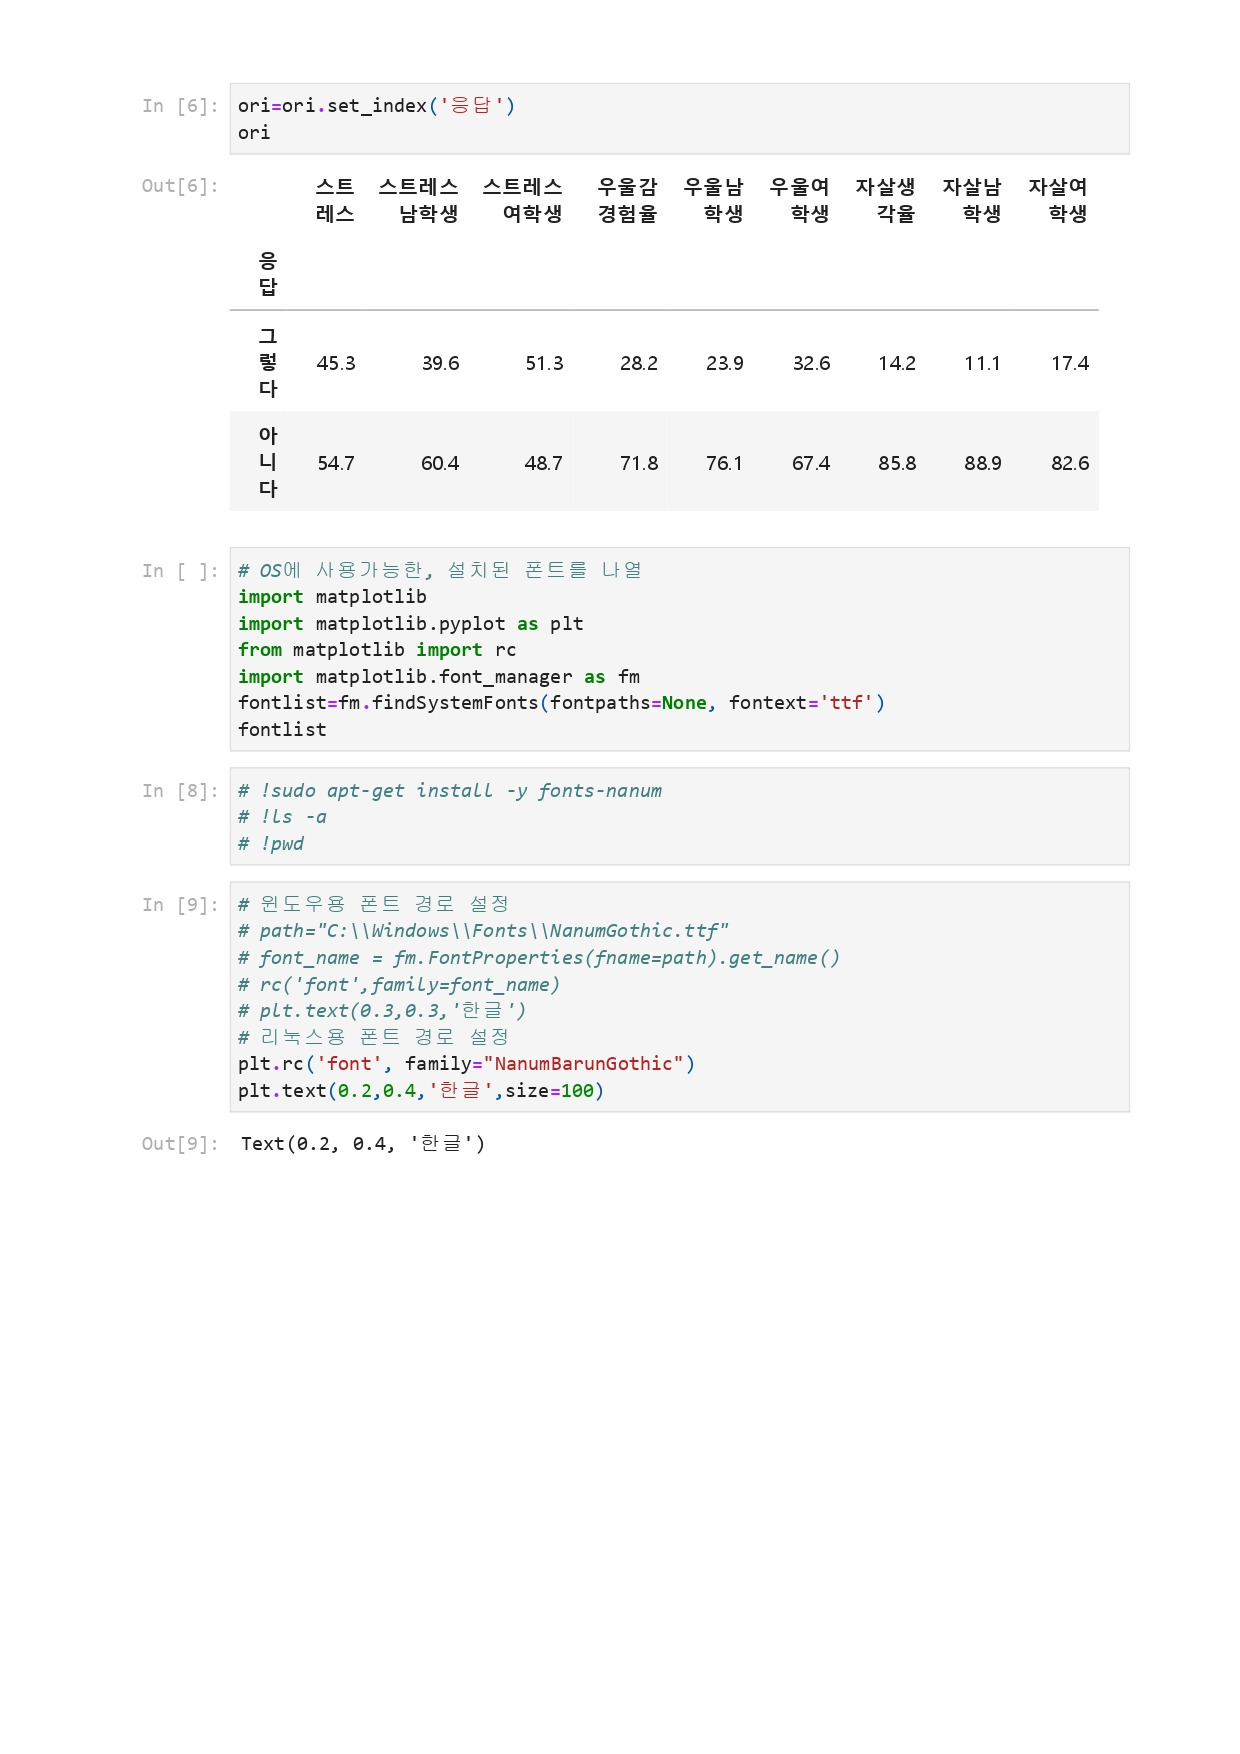 In [6]: ori=ori.set_index('응답')
ori
Out[6]: 스트 스트레스 스트레스 우울감 우울남 우울여 자살생 자살남 자살여
레스 남학생 여학생 경험율 학생 학생 각율 학생 학생
응
답
그
렇 45.3 39.6 51.3 28.2 23.9 32.6 14.2 11.1 17.4
다
아
니 54.7 60.4 48.7 71.8 76.1 67.4 85.8 88.9 82.6
다
In [ ]: # OS에 사용가능한, 설치된 폰트를 나열
import matplotlib
import matplotlib.pyplot as plt
from matplotlib import rc
import matplotlib.font_manager as fm
fontlist=fm.findSystemFonts(fontpaths=None, fontext='ttf')
fontlist
In [8]: # !sudo apt-get install -y fonts-nanum
# !ls -a
# !pwd
In [9]: # 윈도우용 폰트 경로 설정
# path="C:\\Windows\\Fonts\\NanumGothic.ttf"
# font_name = fm.FontProperties(fname=path).get_name()
# rc('font',family=font_name)
# plt.text(0.3,0.3,'한글')
# 리눅스용 폰트 경로 설정
plt.rc('font', family="NanumBarunGothic")
plt.text(0.2,0.4,'한글',size=100)
Out[9]: Text(0.2, 0.4, '한글')